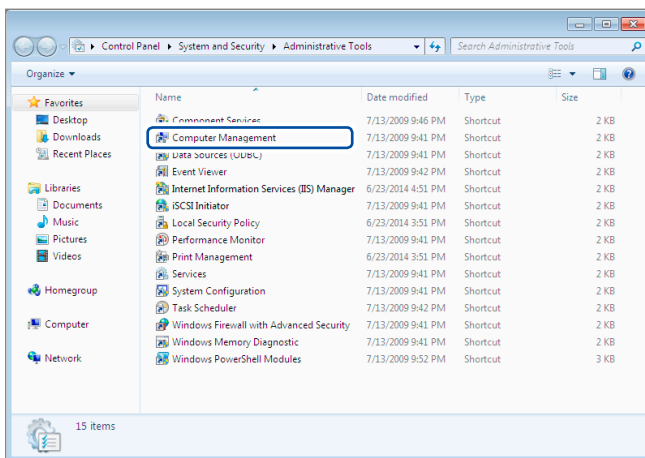 Control Panel System and Security Administrative Tools Search Administrative Tools
Organize
Name Date modified Type Size
Favorites
Desktop
Downloads
Recent Places
Libraries
Documents
Music
Pictures
Videos
Homegroup
Computer
Network
Component Services 7/13/2009 9:46 PM Shortcut 2 KB
Computer Management 7/13/2009 9:41 PM Shortcut 2 KB
Data Sources (ODBC) 7/13/2009 9:41 PM Shortcut 2 KB
Event Viewer 7/13/2009 9:42 PM Shortcut 2 KB
Internet Information Services (IIS) Manager 6/23/2014 4:51 PM Shortcut 2 KB
iSCSI Initiator 7/13/2009 9:41 PM Shortcut 2 KB
Local Security Policy 6/23/2014 3:51 PM Shortcut 2 KB
Performance Monitor 7/13/2009 9:41 PM Shortcut 2 KB
Print Management 6/23/2014 3:51 PM Shortcut 2 KB
Services 7/13/2009 9:41 PM Shortcut 2 KB
System Configuration 7/13/2009 9:41 PM Shortcut 2 KB
Task Scheduler 7/13/2009 9:42 PM Shortcut 2 KB
Windows Firewall with Advanced Security 7/13/2009 9:41 PM Shortcut 2 KB
Windows Memory Diagnostic 7/13/2009 9:41 PM Shortcut 2 KB
Windows PowerShell Modules 7/13/2009 9:52 PM Shortcut 3 KB
15 items